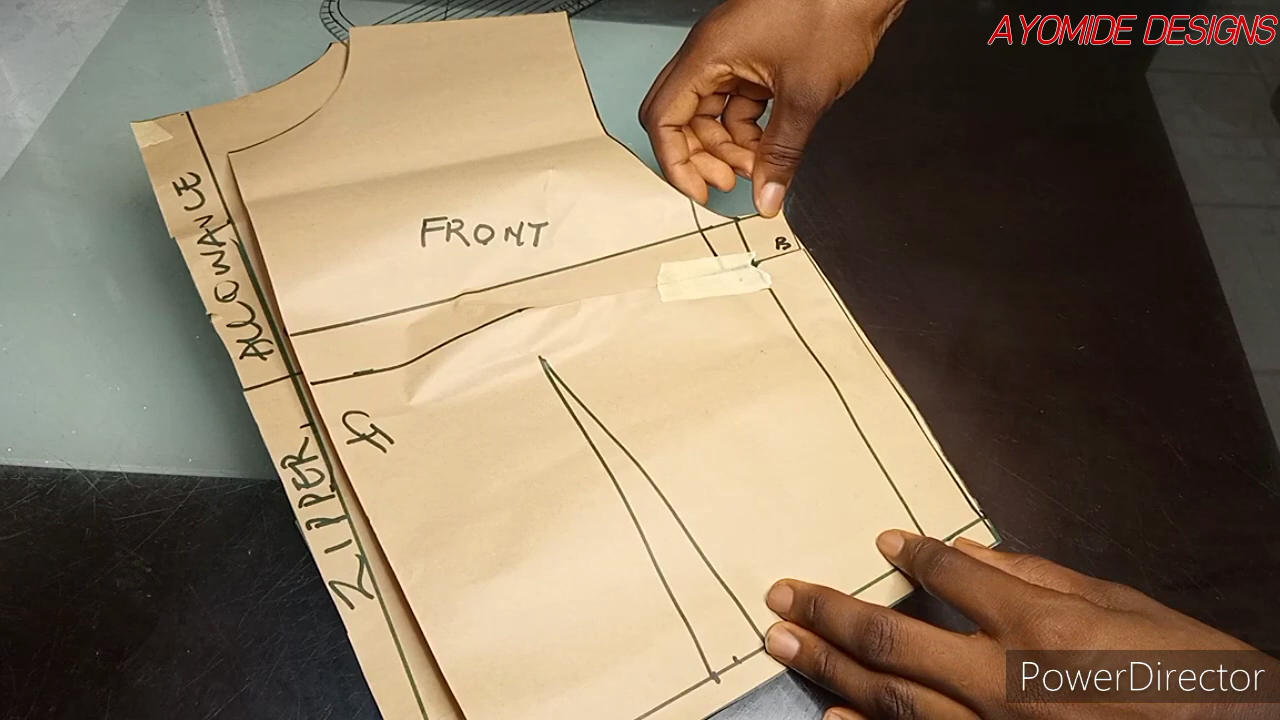 AYOMIDE DESIGNS
FRONT
B
ZIPPER, ALLOWANCE
PowerDirector